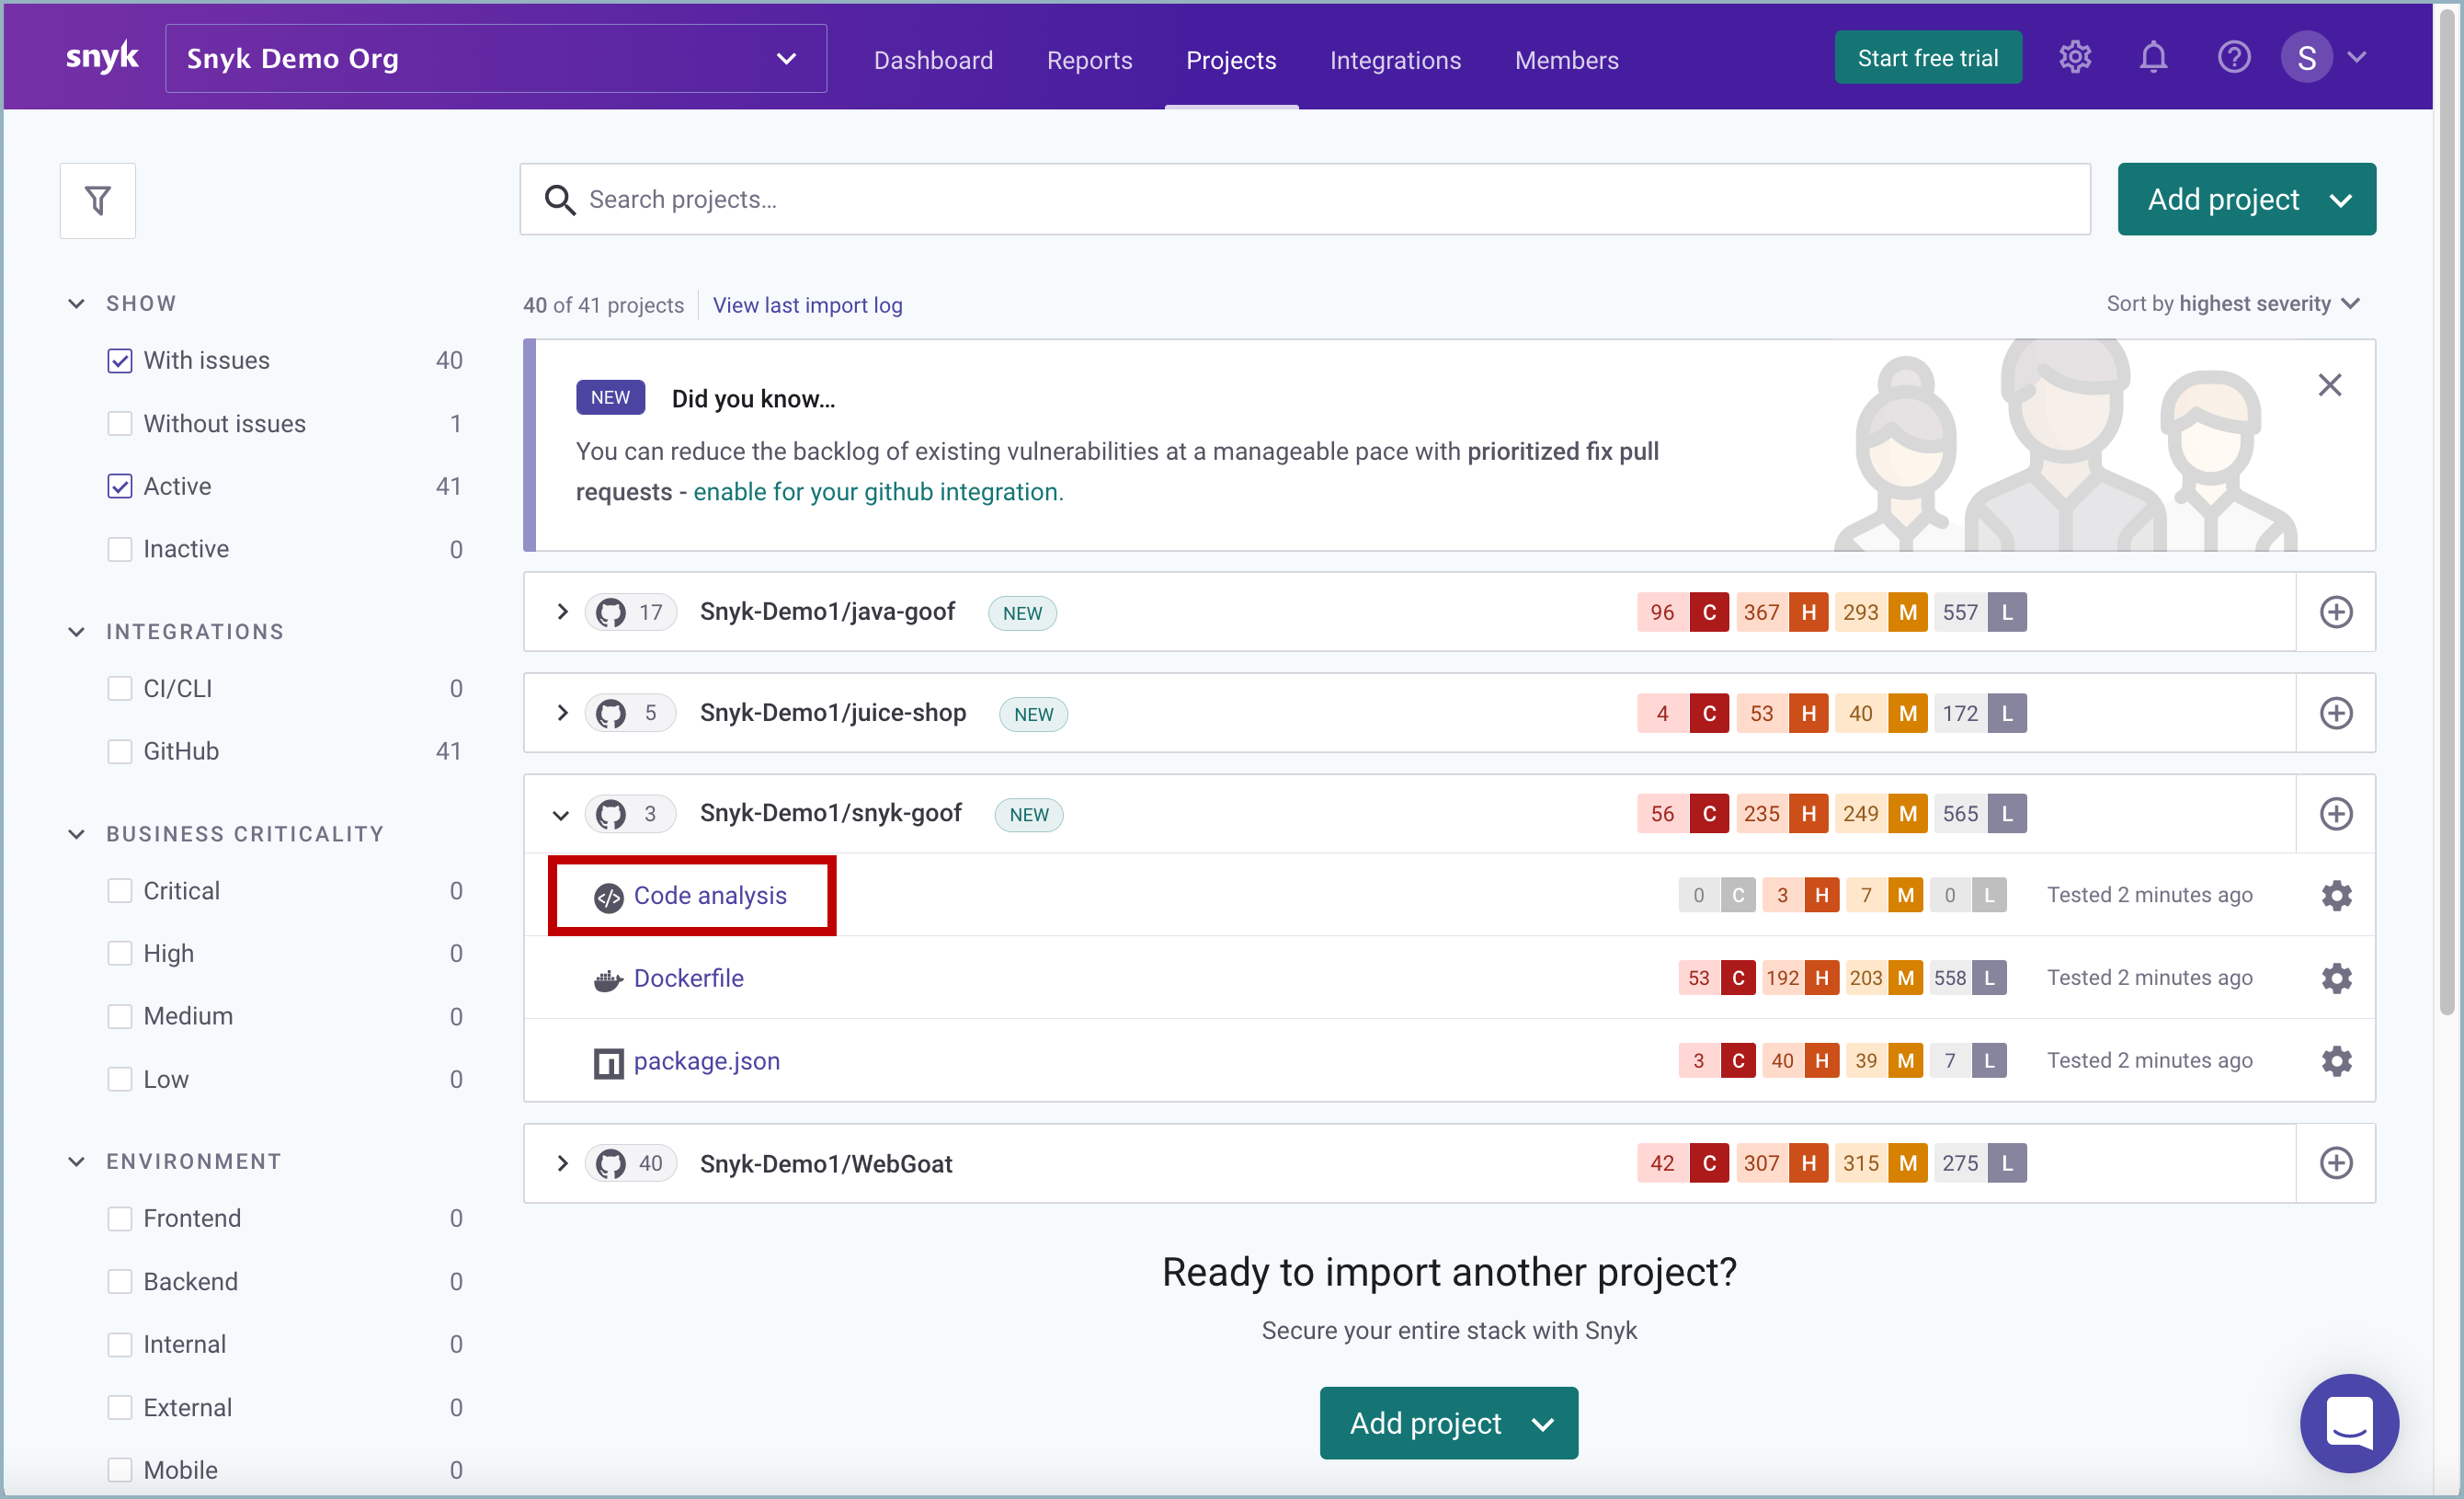 snyk
Snyk Demo Org
Dashboard
Reports
Projects
Integrations
Members
Start free trial
S
Search projects...
Add project
SHOW
With issues 40
Without issues 1
Active 41
Inactive 0
INTEGRATIONS
CI/CLI 0
GitHub 41
BUSINESS CRITICALITY
Critical 0
High 0
Medium 0
Low 0
ENVIRONMENT
Frontend 0
Backend 0
Internal 0
External 0
Mobile 0
40 of 41 projects View last import log
Sort by highest severity
NEW Did you know...
You can reduce the backlog of existing vulnerabilities at a manageable pace with prioritized fix pull
requests - enable for your github integration.
17 Snyk-Demo1/java-goof NEW 96 C 367 H 293 M 557 L
5 Snyk-Demo1/juice-shop NEW 4 C 53 H 40 M 172 L
3 Snyk-Demo1/snyk-goof NEW 56 C 235 H 249 M 565 L
Code analysis 0 C 3 H 7 M 0 L Tested 2 minutes ago
Dockerfile 53 C 192 H 203 M 558 L Tested 2 minutes ago
package.json 3 C 40 H 39 M 7 L Tested 2 minutes ago
40 Snyk-Demo1/WebGoat 42 C 307 H 315 M 275 L
Ready to import another project?
Secure your entire stack with Snyk
Add project